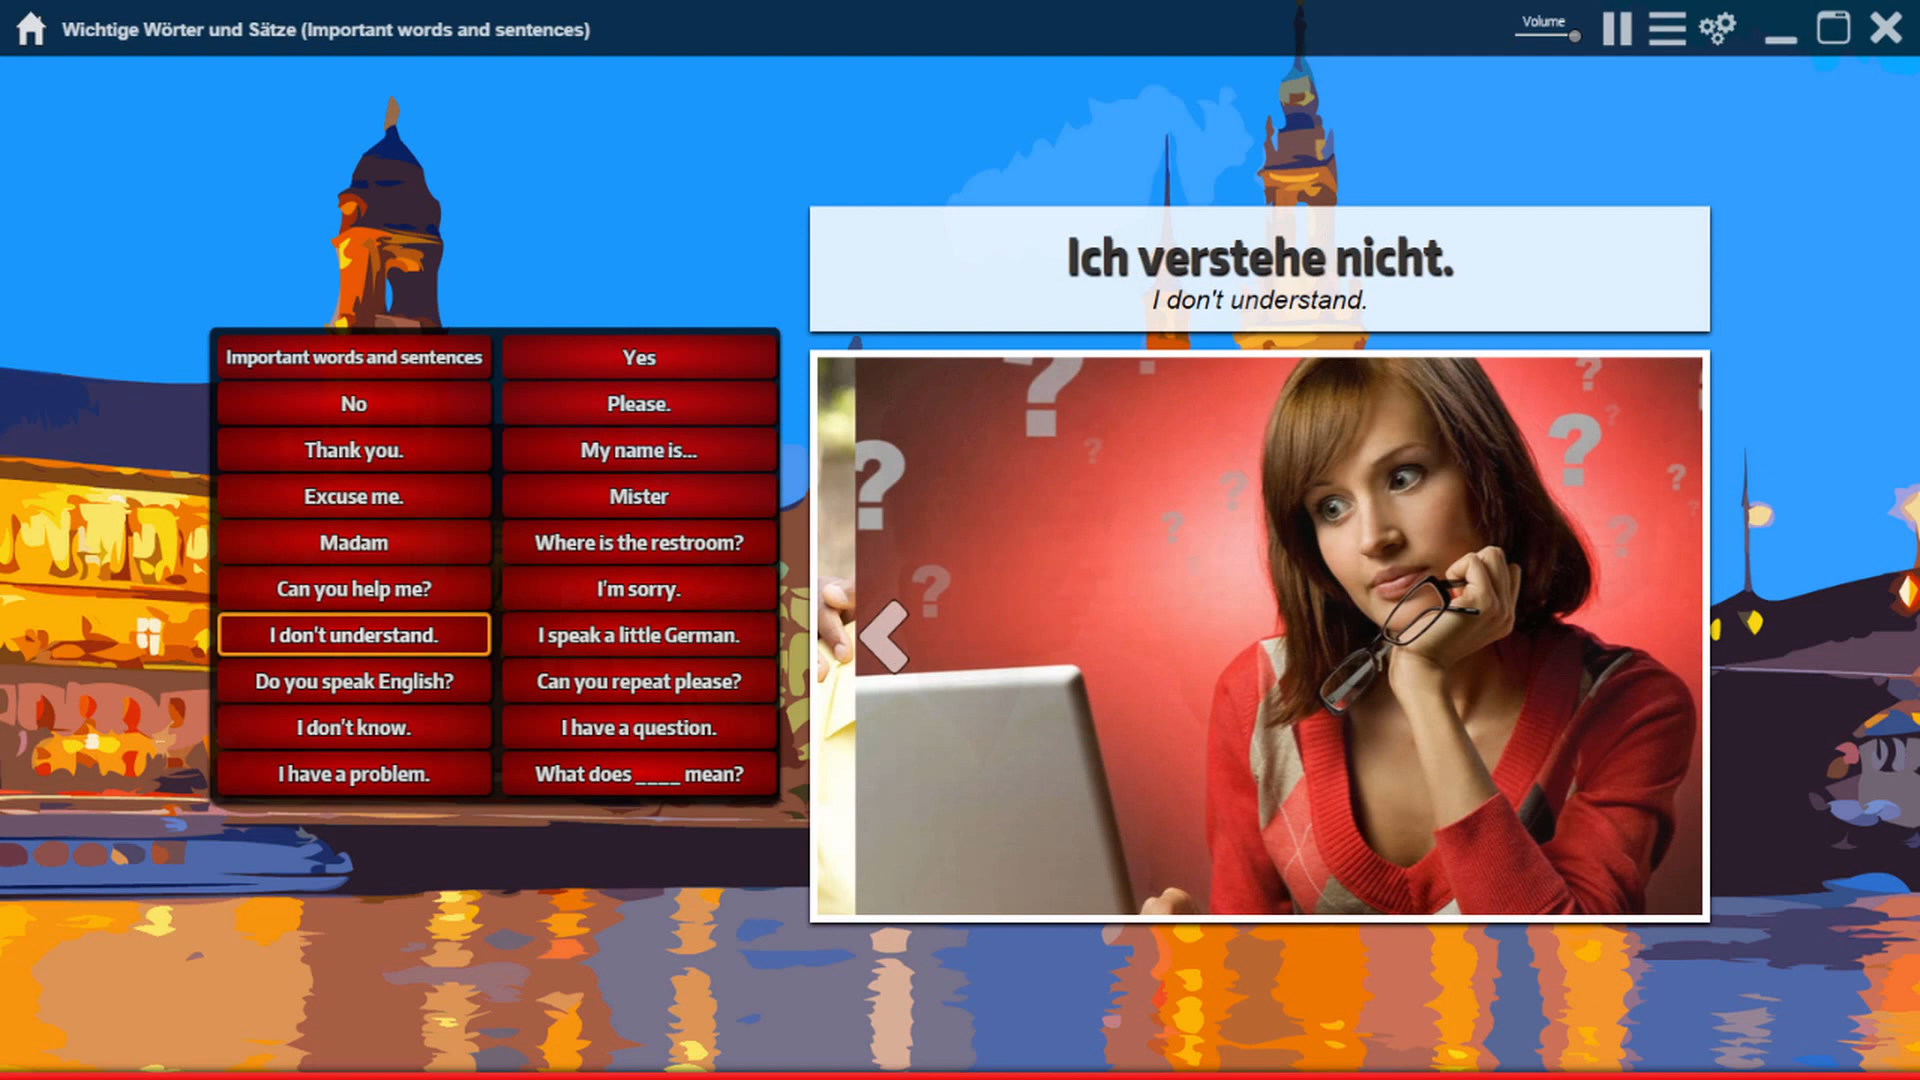 Wichtige Wörter und Sätze (Important words and sentences)
Volume
Ich verstehe nicht.
I don't understand.
Important words and sentences
Yes
No
Please.
Thank you.
My name is...
Excuse me.
Mister
Madam
Where is the restroom?
Can you help me?
I'm sorry.
I don't understand.
I speak a little German.
Do you speak English?
Can you repeat please?
I don't know.
I have a question.
I have a problem.
What does ____ mean?